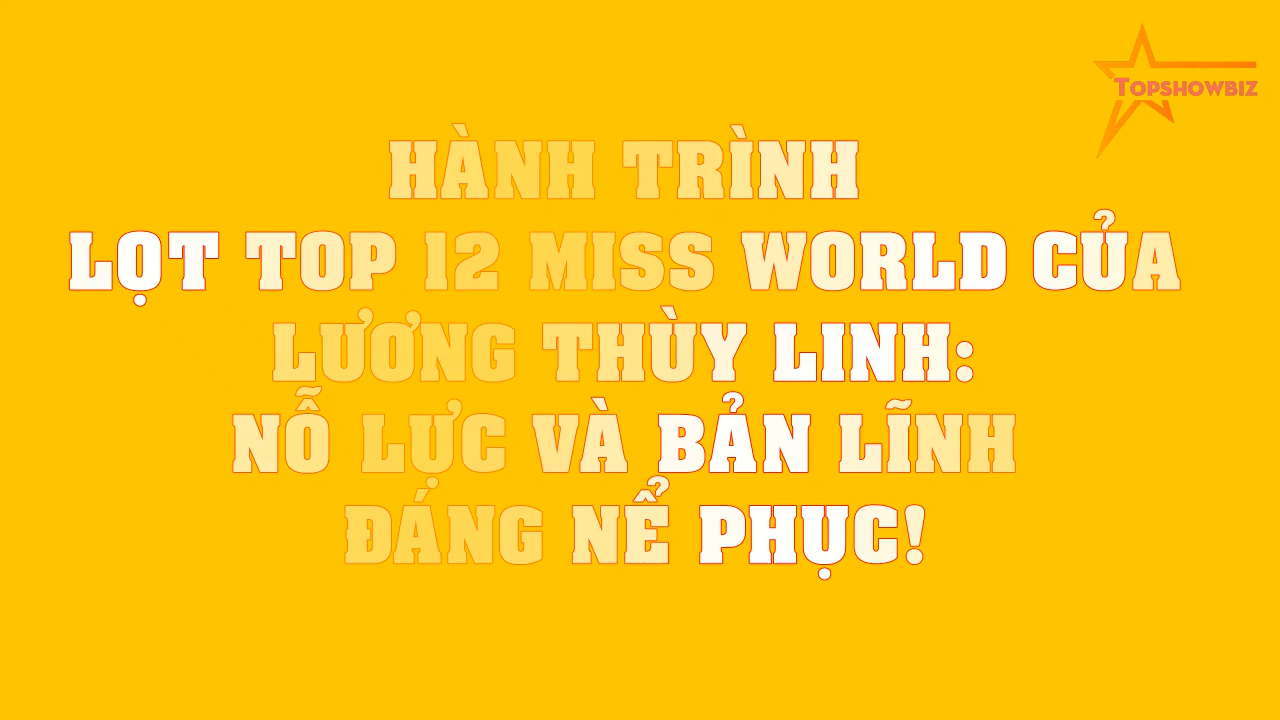 TOPSHOWBIZ
HÀNH TRÌNH
LỌT TOP 12 MISS WORLD CỦA
LƯƠNG THÙY LINH:
NỖ LỰC VÀ BẢN LĨNH
ĐÁNG NỂ PHỤC!